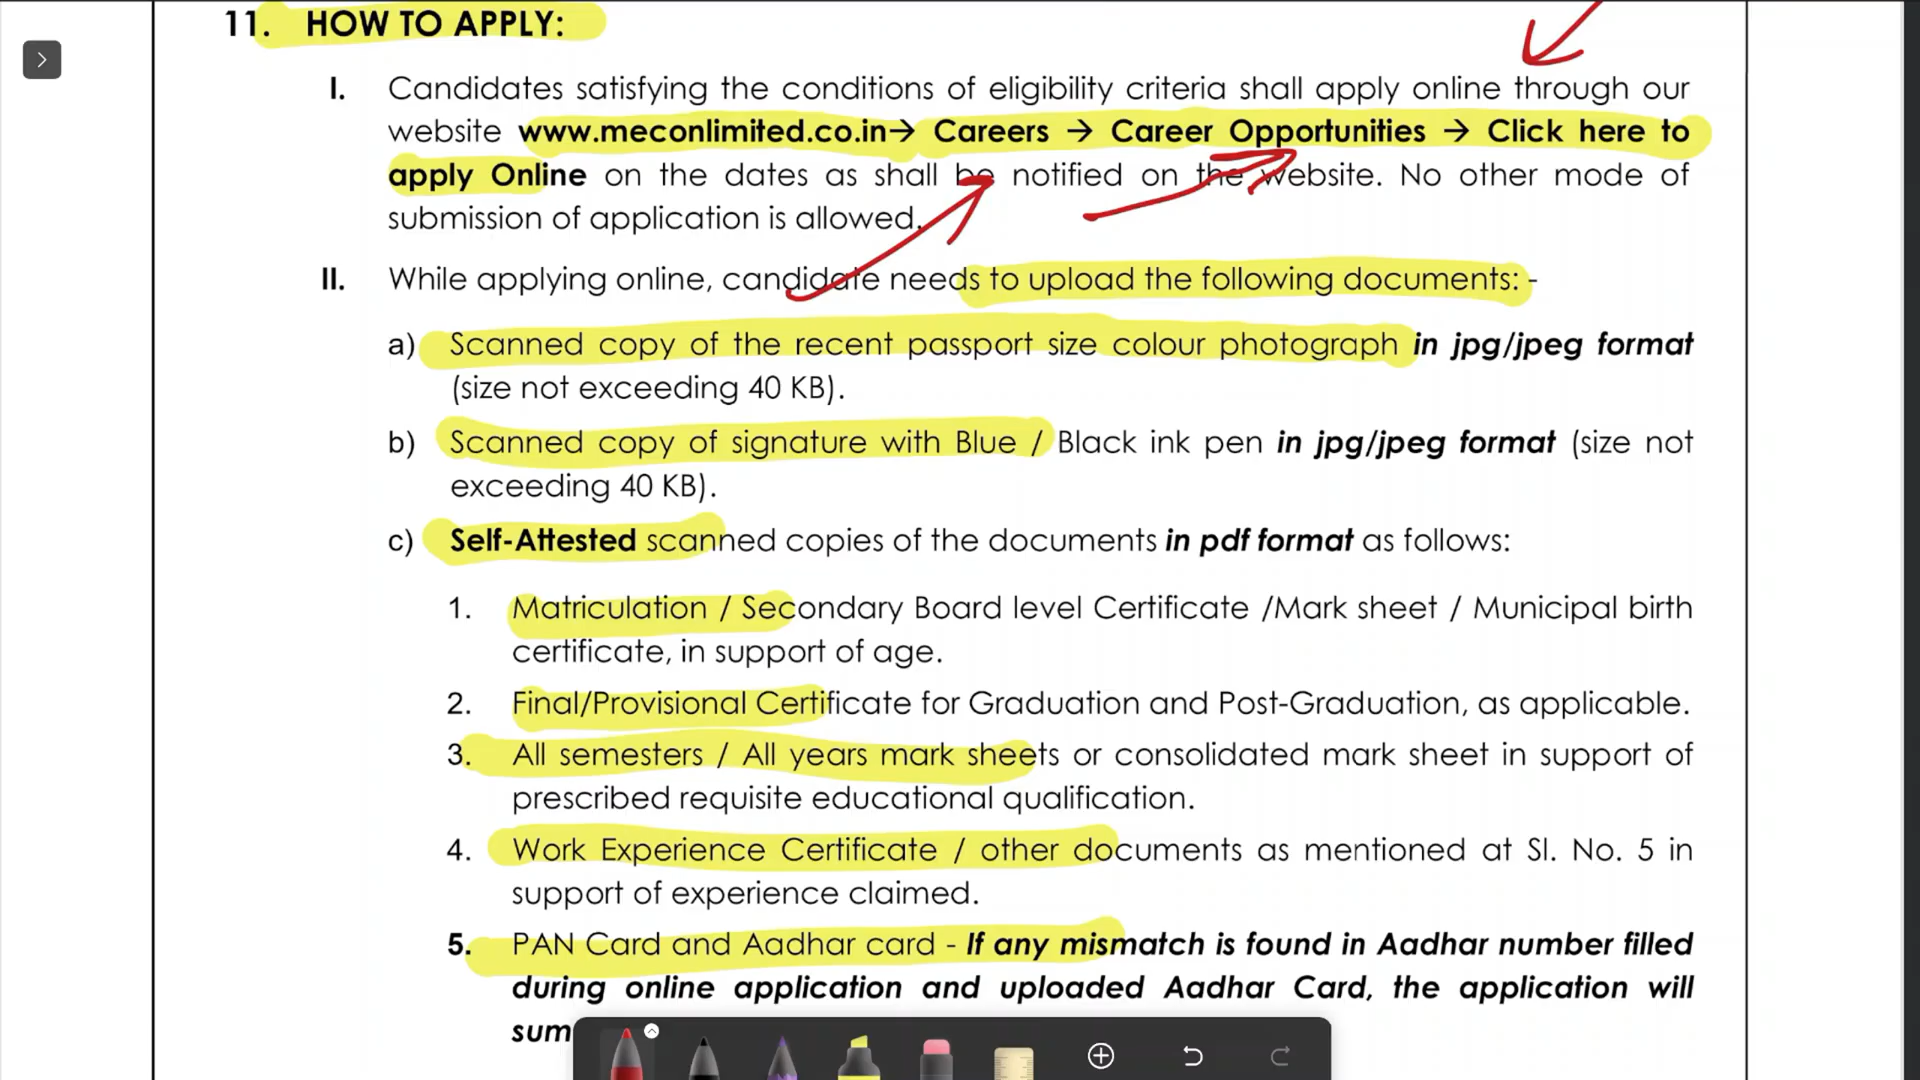 11. HOW TO APPLY:
I. Candidates satisfying the conditions of eligibility criteria shall apply online through our
website www.meconlimited.co.in→ Careers → Career Opportunities → Click here to
apply Online on the dates as shall be notified on the website. No other mode of
submission of application is allowed.
II. While applying online, candidate needs to upload the following documents: -
a) Scanned copy of the recent passport size colour photograph in jpg/jpeg format
(size not exceeding 40 KB).
b) Scanned copy of signature with Blue / Black ink pen in jpg/jpeg format (size not
exceeding 40 KB).
c) Self-Attested scanned copies of the documents in pdf format as follows:
1. Matriculation / Secondary Board level Certificate /Mark sheet / Municipal birth
certificate, in support of age.
2. Final/Provisional Certificate for Graduation and Post-Graduation, as applicable.
3. All semesters / All years mark sheets or consolidated mark sheet in support of
prescribed requisite educational qualification.
4. Work Experience Certificate / other documents as mentioned at Sl. No. 5 in
support of experience claimed.
5. PAN Card and Aadhar card - If any mismatch is found in Aadhar number filled
during online application and uploaded Aadhar Card, the application will